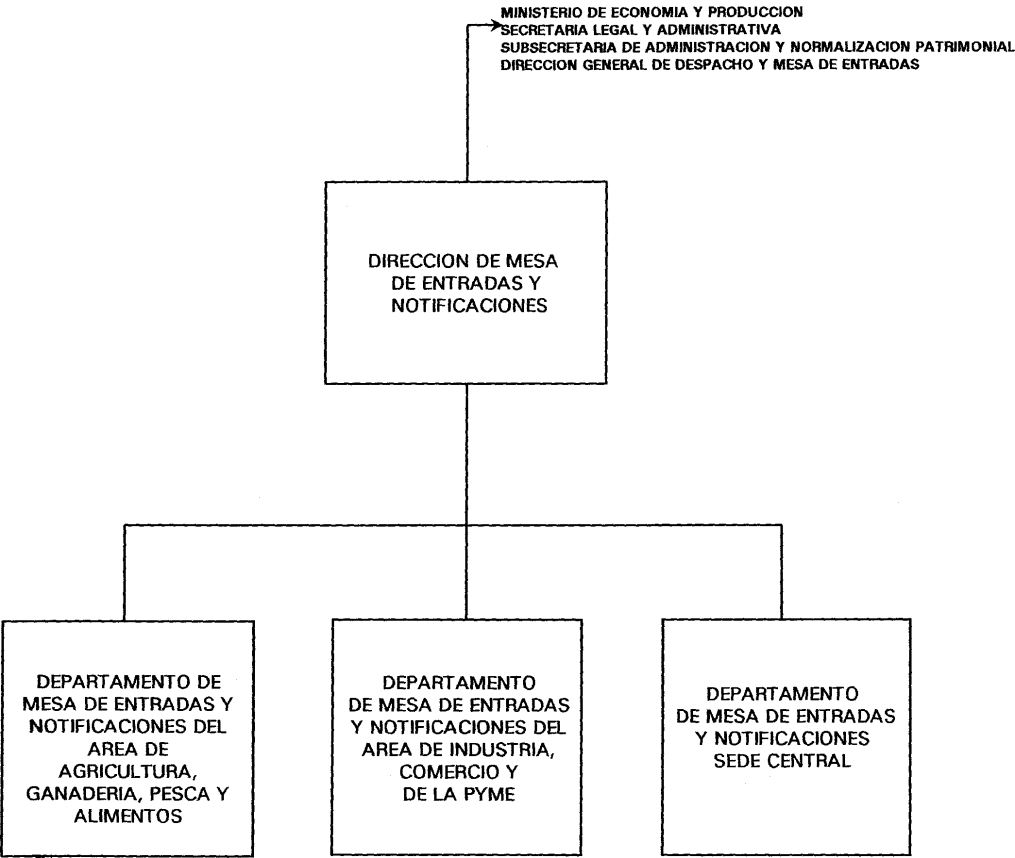 MINISTERIO DE ECONOMIA Y PRODUCCION
SECRETARIA LEGAL Y ADMINISTRATIVA
SUBSECRETARIA DE ADMINISTRACION Y NORMALIZACION PATRIMONIAL
DIRECCION GENERAL DE DESPACHO Y MESA DE ENTRADAS
DIRECCION DE MESA
DE ENTRADAS Y
NOTIFICACIONES
DEPARTAMENTO DE
MESA DE ENTRADAS Y
NOTIFICACIONES DEL
AREA DE
AGRICULTURA,
GANADERIA, PESCA Y
ALIMENTOS
DEPARTAMENTO
DE MESA DE ENTRADAS
Y NOTIFICACIONES DEL
AREA DE INDUSTRIA,
COMERCIO Y
DE LA PYME
DEPARTAMENTO
DE MESA DE ENTRADAS
Y NOTIFICACIONES
SEDE CENTRAL